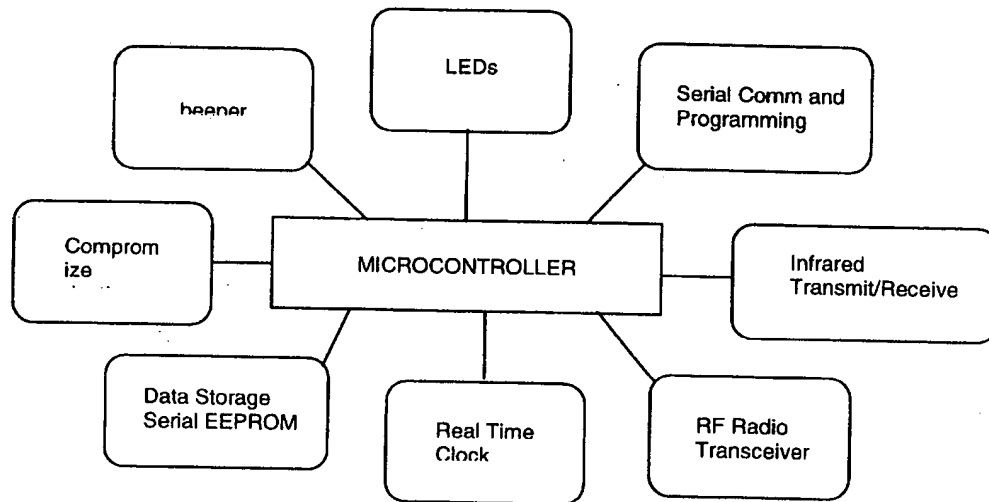 LEDs
beeper
Serial Comm and
Programming
Comprom
ize
MICROCONTROLLER
Infrared
Transmit/Receive
Data Storage
Serial EEPROM
Real Time
Clock
RF Radio
Transceiver